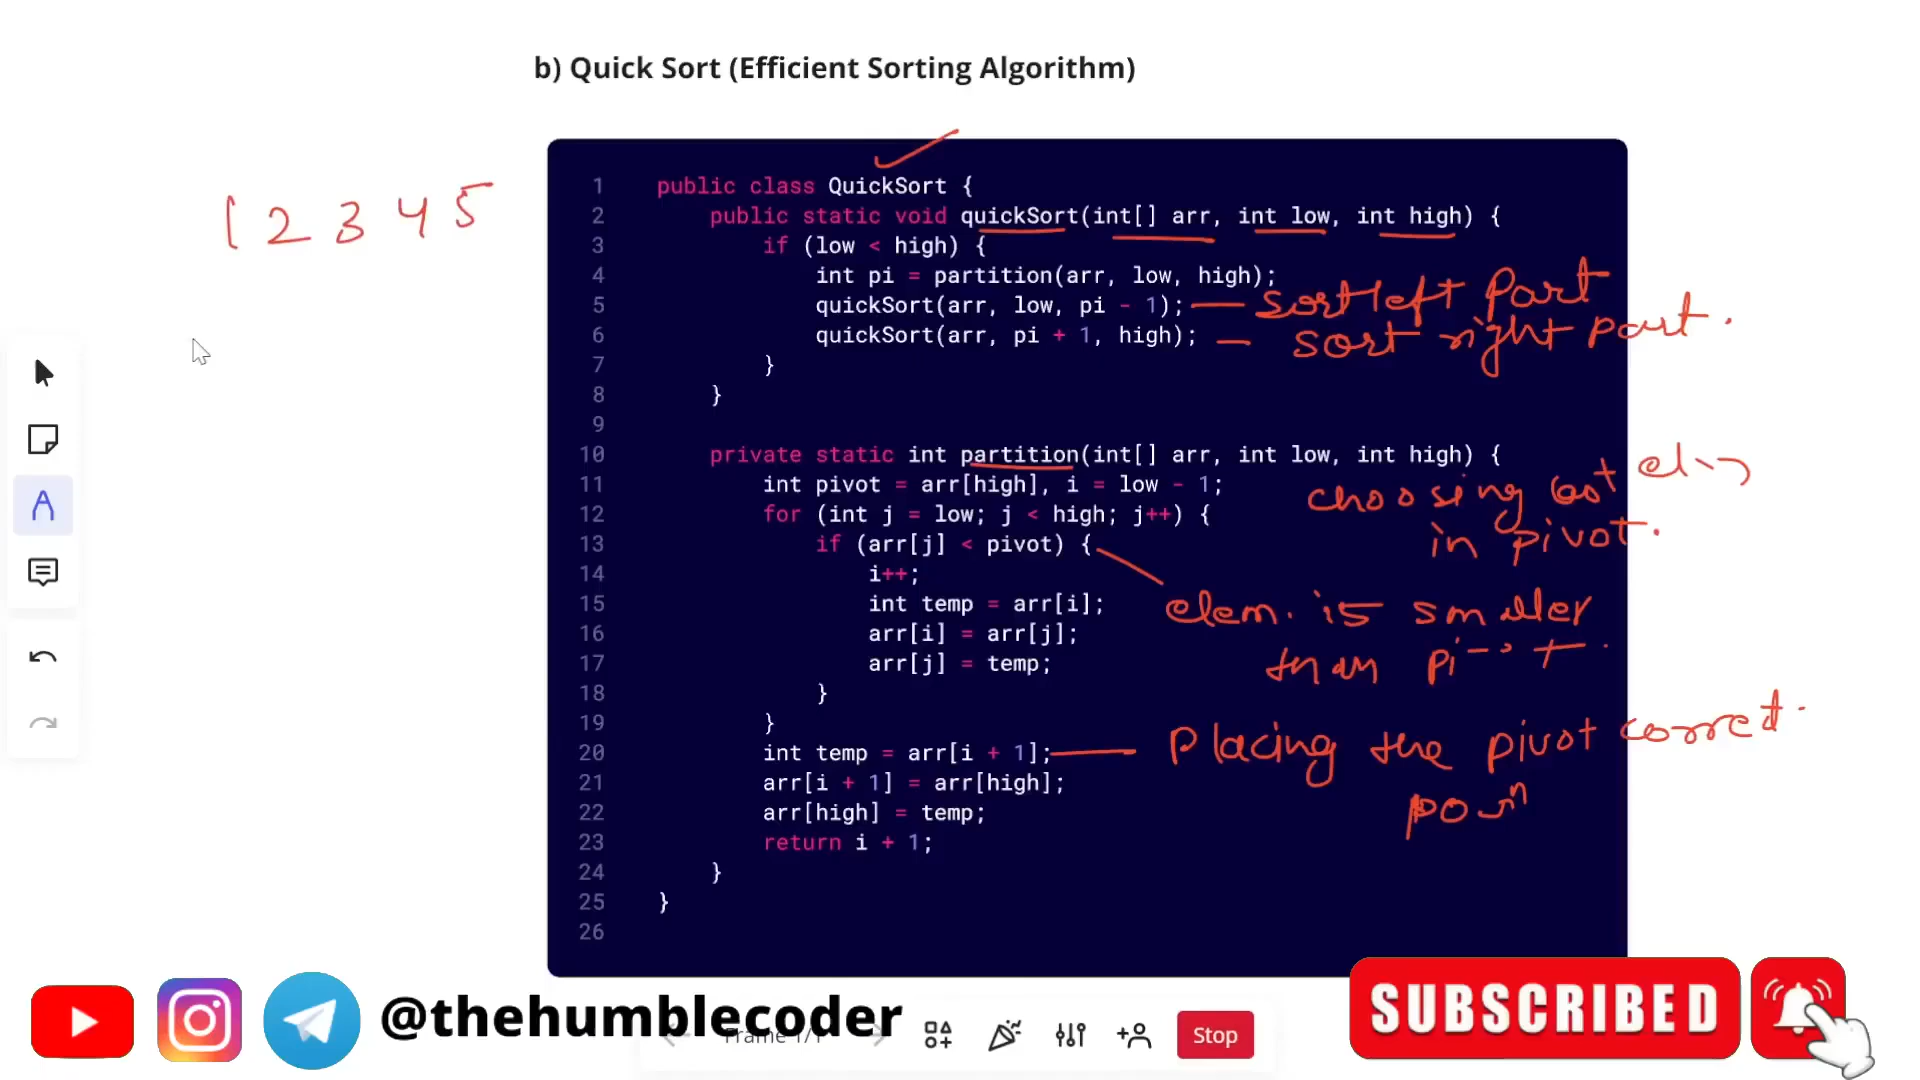 b) Quick Sort (Efficient Sorting Algorithm)
1 2 3 4 5
1 public class QuickSort {
2 public static void quickSort(int[] arr, int low, int high) {
3 if (low < high) {
4 int pi = partition(arr, low, high);
5 quickSort(arr, low, pi - 1); — sort left part
6 quickSort(arr, pi + 1, high); — sort right part.
7 }
8 }
9
10 private static int partition(int[] arr, int low, int high) {
11 int pivot = arr[high], i = low - 1;
choosing
12 for (int j = low; j < high; j++) {
in pivot.
13 if (arr[j] < pivot) {
14 i++;
15 int temp = arr[i];
elem. is smaller
16 arr[i] = arr[j];
than
17 arr[j] = temp;
18 }
19 }
20 int temp = arr[i + 1]; — Placing the pivot correct.
21 arr[i + 1] = arr[high];
22 arr[high] = temp;
23 return i + 1;
24 }
25 }
26
@thehumblecoder
Frame 1/1
Stop
SUBSCRIBED